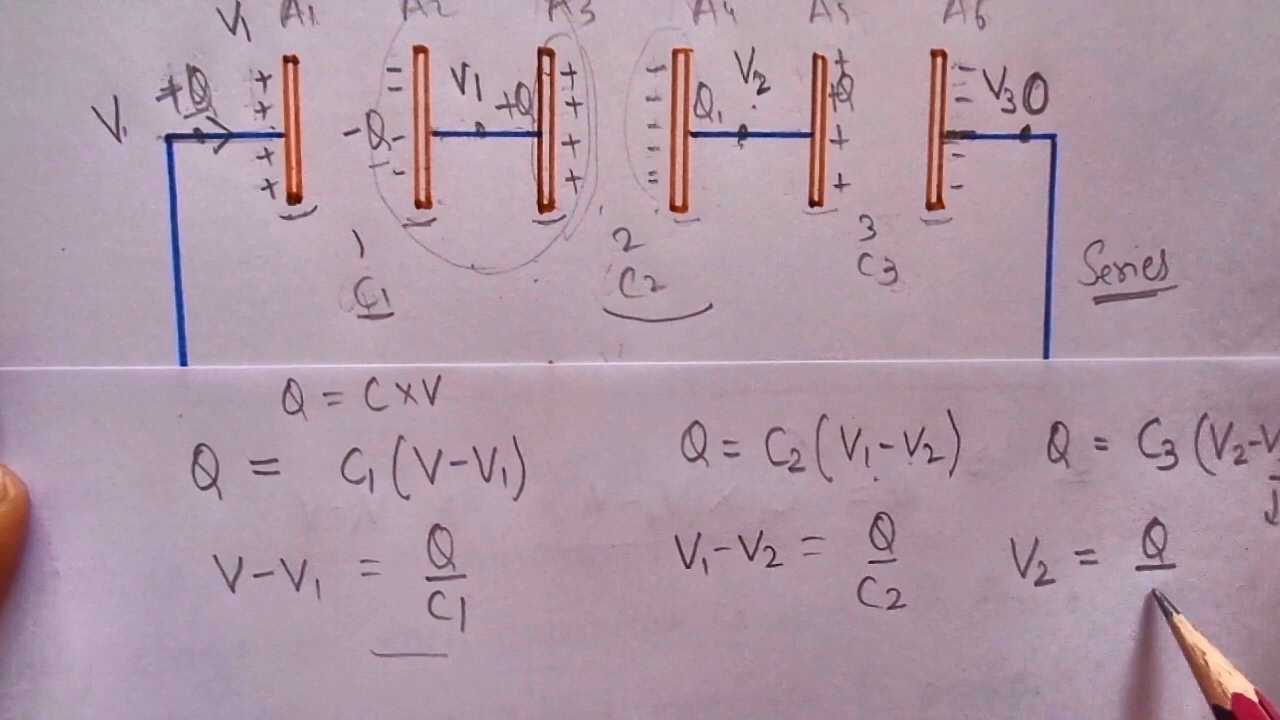 V₁ A1 A2 A3 A4 A5 A6
V. +Q -Q V₁ +Q Q₁ V₂ +Q V₃ 0
1 2 3
C₁ C2 C3
Series
Q = C×V
Q = C₁(V-V₁) Q = C₂(V₁-V₂) Q = C₃(V₂-V
V-V₁ = Q/C1 V₁-V₂ = Q/C2 V₂ = Q